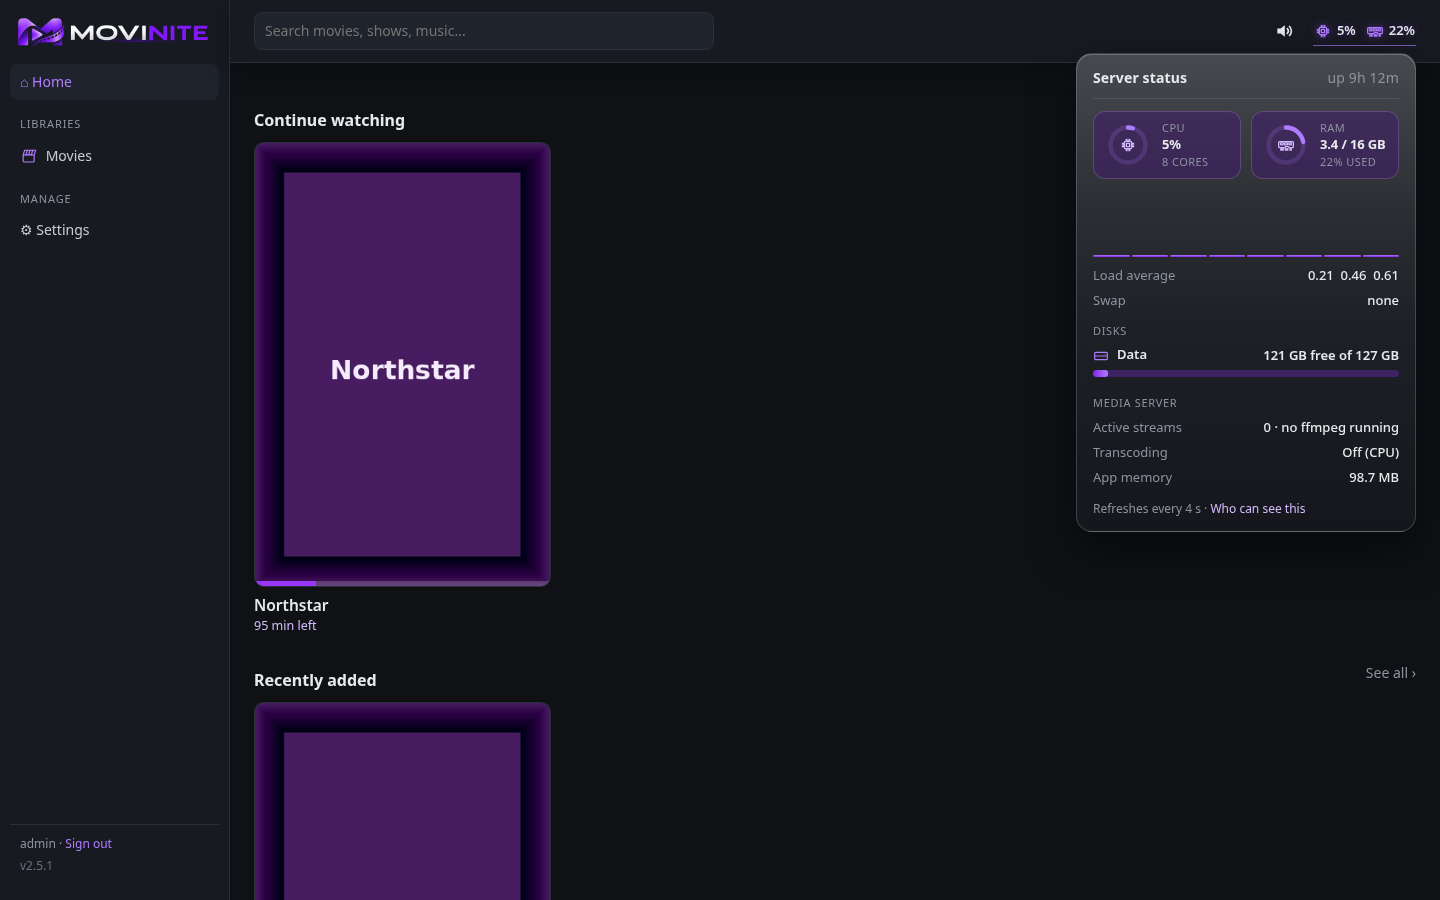 MOVINITE
Search movies, shows, music...
5% 22%
⌂ Home
LIBRARIES
Movies
MANAGE
⚙ Settings
admin · Sign out
v2.5.1
Continue watching
Northstar
Northstar
95 min left
Recently added
See all ›
Server status up 9h 12m
CPU
5%
8 CORES
RAM
3.4 / 16 GB
22% USED
Load average 0.21 0.46 0.61
Swap none
DISKS
Data 121 GB free of 127 GB
MEDIA SERVER
Active streams 0 · no ffmpeg running
Transcoding Off (CPU)
App memory 98.7 MB
Refreshes every 4 s · Who can see this